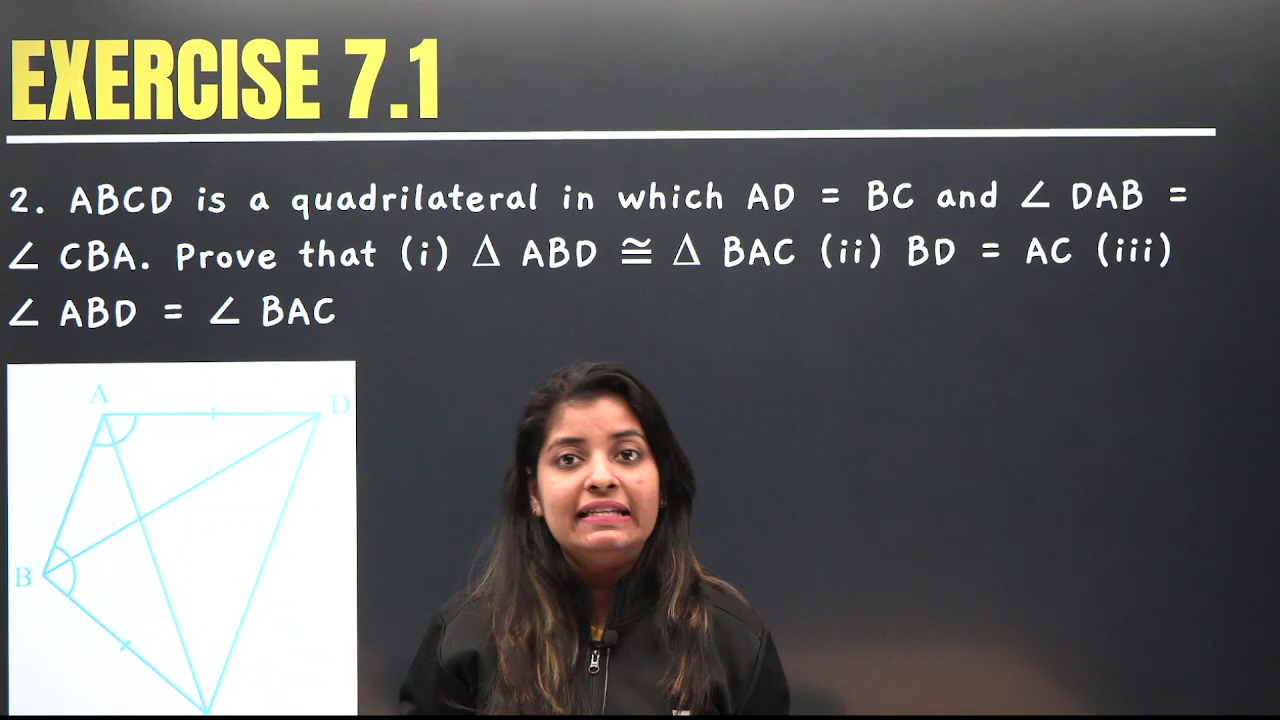 EXERCISE 7.1
2. ABCD is a quadrilateral in which AD = BC and ∠ DAB =
∠ CBA. Prove that (i) Δ ABD ≅ Δ BAC (ii) BD = AC (iii)
∠ ABD = ∠ BAC
A
D
B